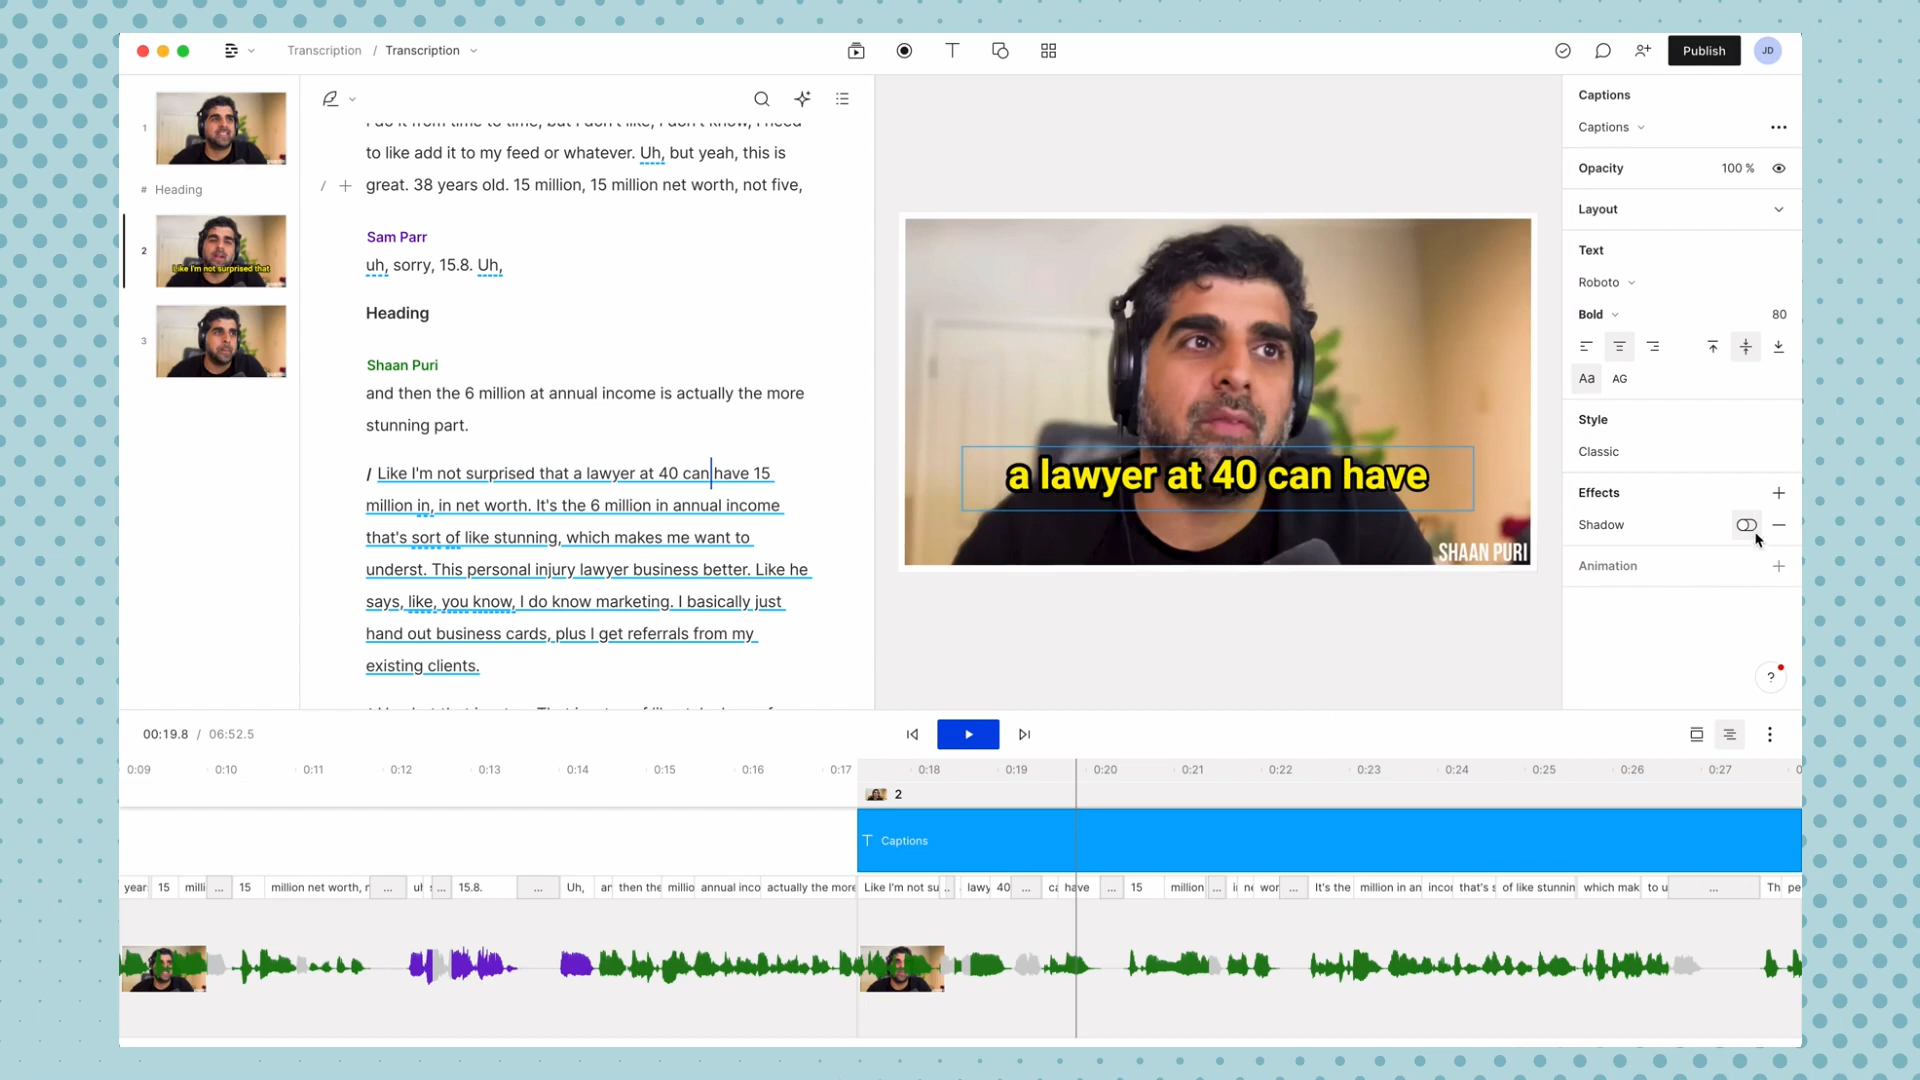 Transcription / Transcription
Publish
JD
1
# Heading
2
Like I'm not surprised that
3
to like add it to my feed or whatever. Uh, but yeah, this is
/ + great. 38 years old. 15 million, 15 million net worth, not five,
Sam Parr
uh, sorry, 15.8. Uh,
Heading
Shaan Puri
and then the 6 million at annual income is actually the more
stunning part.
/ Like I'm not surprised that a lawyer at 40 can have 15
million in, in net worth. It's the 6 million in annual income
that's sort of like stunning, which makes me want to
underst. This personal injury lawyer business better. Like he
says, like, you know, I do know marketing. I basically just
hand out business cards, plus I get referrals from my
existing clients.
a lawyer at 40 can have
SHAAN PURI
Captions
Captions
Opacity 100 %
Layout
Text
Roboto
Bold 80
Aa AG
Style
Classic
Effects
Shadow
Animation
?
00:19.8 / 06:52.5
0:09 0:10 0:11 0:12 0:13 0:14 0:15 0:16 0:17 0:18 0:19 0:20 0:21 0:22 0:23 0:24 0:25 0:26 0:27
2
T Captions
year 15 milli ... 15 million net worth, ... ... 15.8. ... Uh, then the millio annual inco actually the more Like I'm not su .. lawy 40 ... have ... 15 million ... wor ... It's the million in an incor that's of like stunnin which mak to u ... Th pe